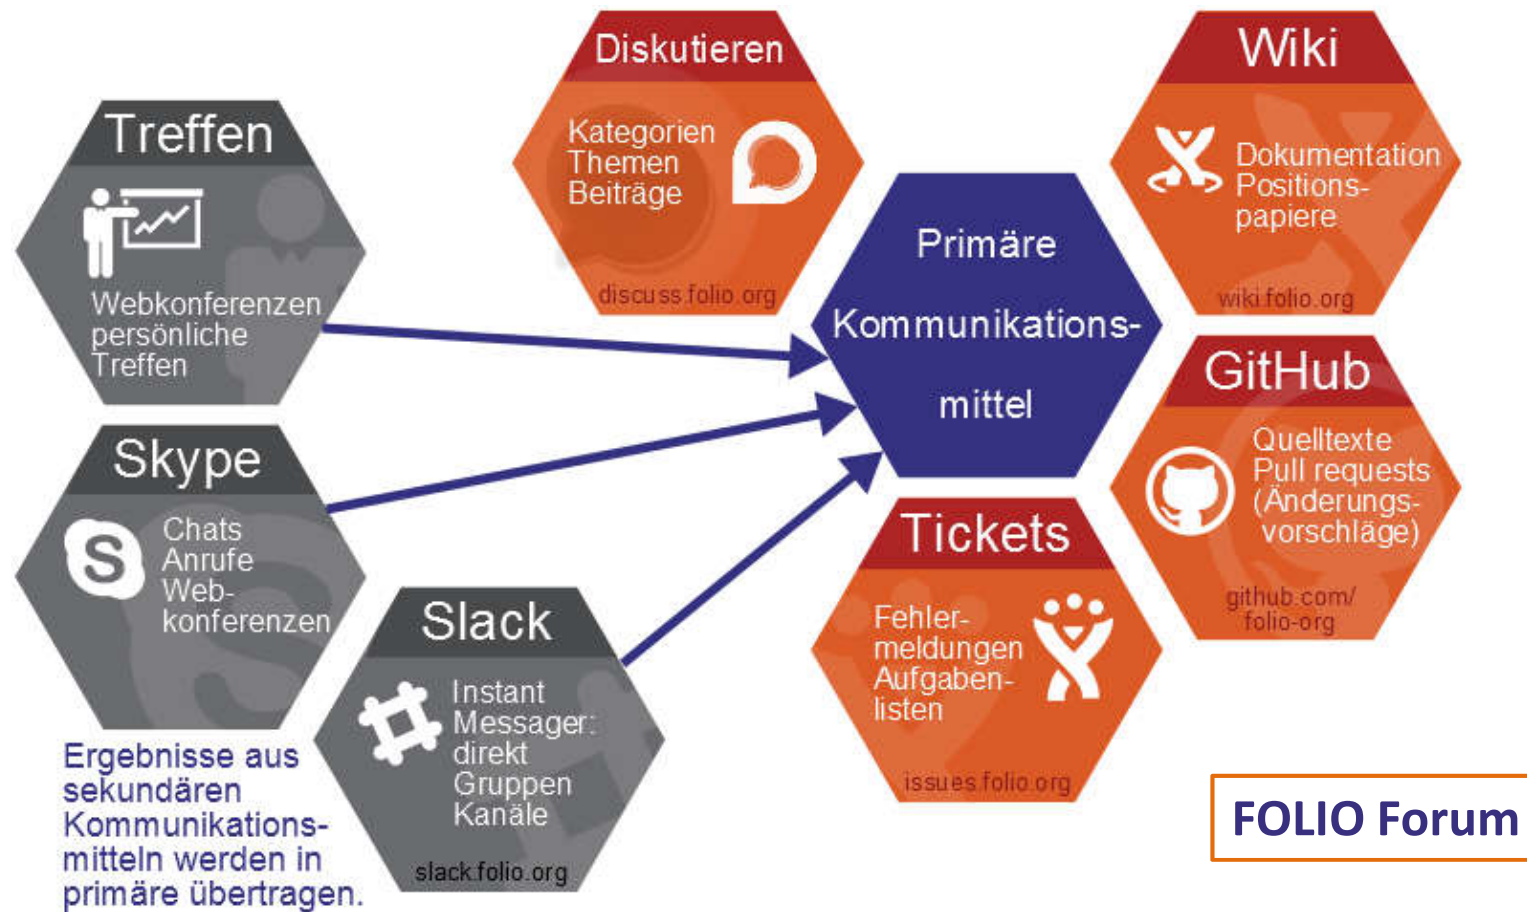 Treffen
Webkonferenzen
persönliche
Treffen
Skype
Chats
Anrufe
Web-
konferenzen
Slack
Instant
Messager:
direkt
Gruppen
Kanäle
slack.folio.org
Ergebnisse aus
sekundären
Kommunikations-
mitteln werden in
primäre übertragen.
Diskutieren
Kategorien
Themen
Beiträge
discuss.folio.org
Primäre
Kommunikations-
mittel
Wiki
Dokumentation
Positions-
papiere
wiki.folio.org
GitHub
Quelltexte
Pull requests
(Änderungs-
vorschläge)
github.com/
folio-org
Tickets
Fehler-
meldungen
Aufgaben-
listen
issues.folio.org
FOLIO Forum